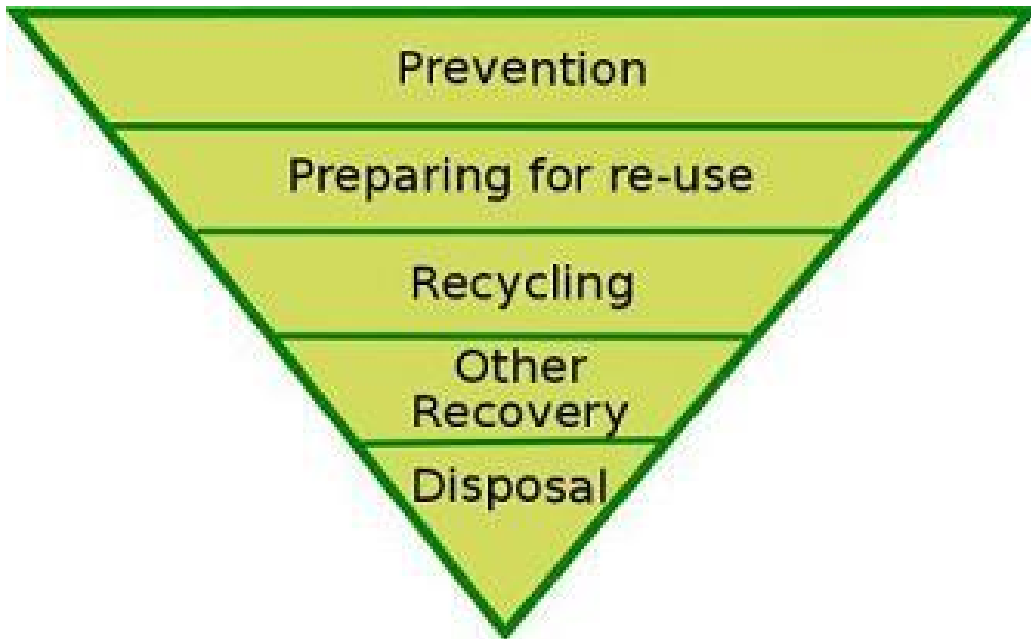 Prevention
Preparing for re-use
Recycling
Other
Recovery
Disposal